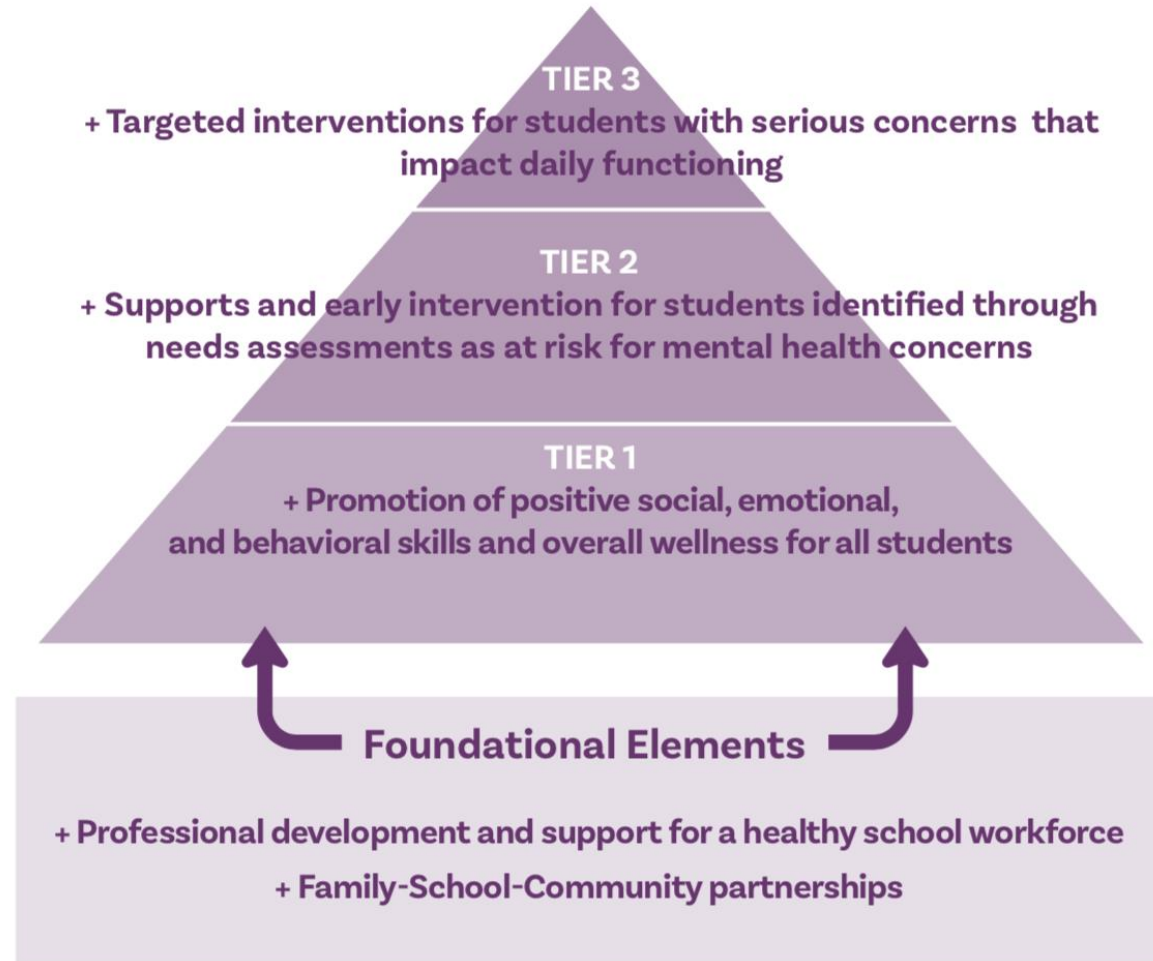 TIER 3
+ Targeted interventions for students with serious concerns that
impact daily functioning
TIER 2
+ Supports and early intervention for students identified through
needs assessments as at risk for mental health concerns
TIER 1
+ Promotion of positive social, emotional,
and behavioral skills and overall wellness for all students
Foundational Elements
+ Professional development and support for a healthy school workforce
+ Family-School-Community partnerships